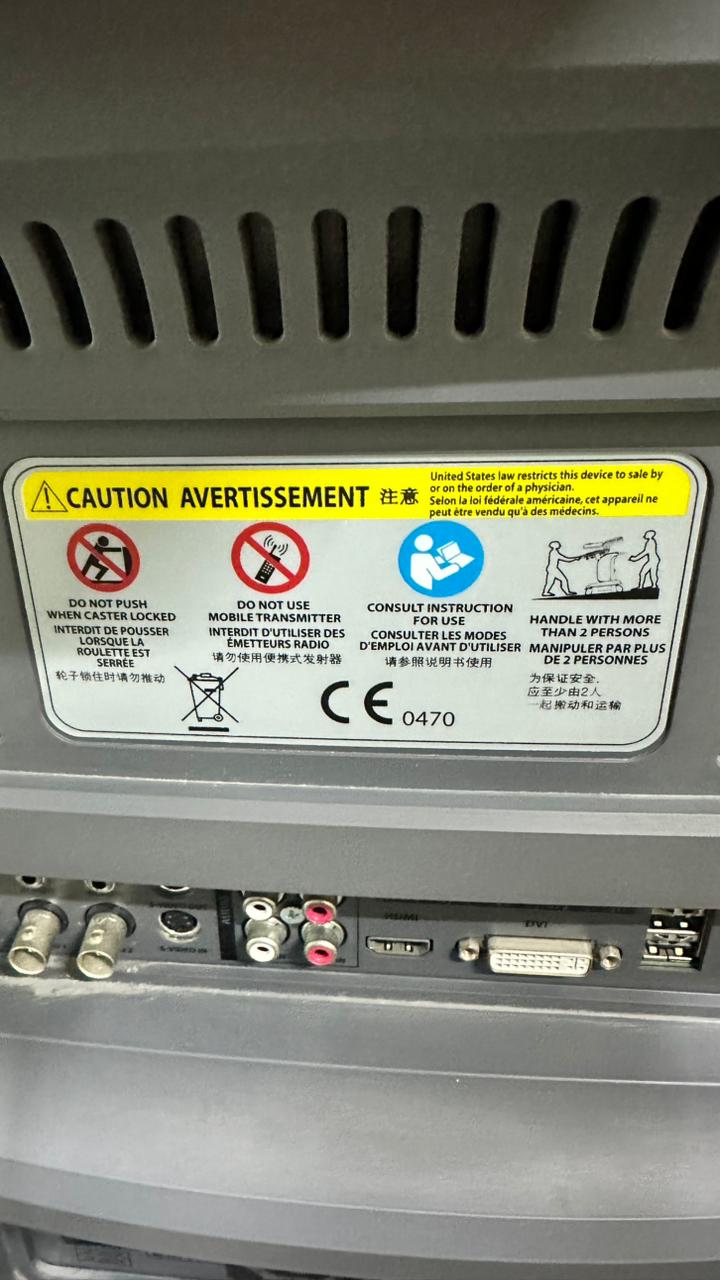 CAUTION AVERTISSEMENT 注意
United States law restricts this device to sale by
or on the order of a physician.
Selon la loi fédérale américaine, cet appareil ne
peut être vendu qu'à des médecins.
DO NOT PUSH
WHEN CASTER LOCKED
INTERDIT DE POUSSER
LORSQUE LA
ROULETTE EST
SERRÉE
轮子锁住时请勿推动
DO NOT USE
MOBILE TRANSMITTER
INTERDIT D'UTILISER DES
ÉMETTEURS RADIO
请勿使用便携式发射器
CONSULT INSTRUCTION
FOR USE
CONSULTER LES MODES
D'EMPLOI AVANT D'UTILISER
请参照说明书使用
HANDLE WITH MORE
THAN 2 PERSONS
MANIPULER PAR PLUS
DE 2 PERSONNES
为保证安全.
应至少由2人
一起搬动和运输
CE 0470
HDMI
DVI